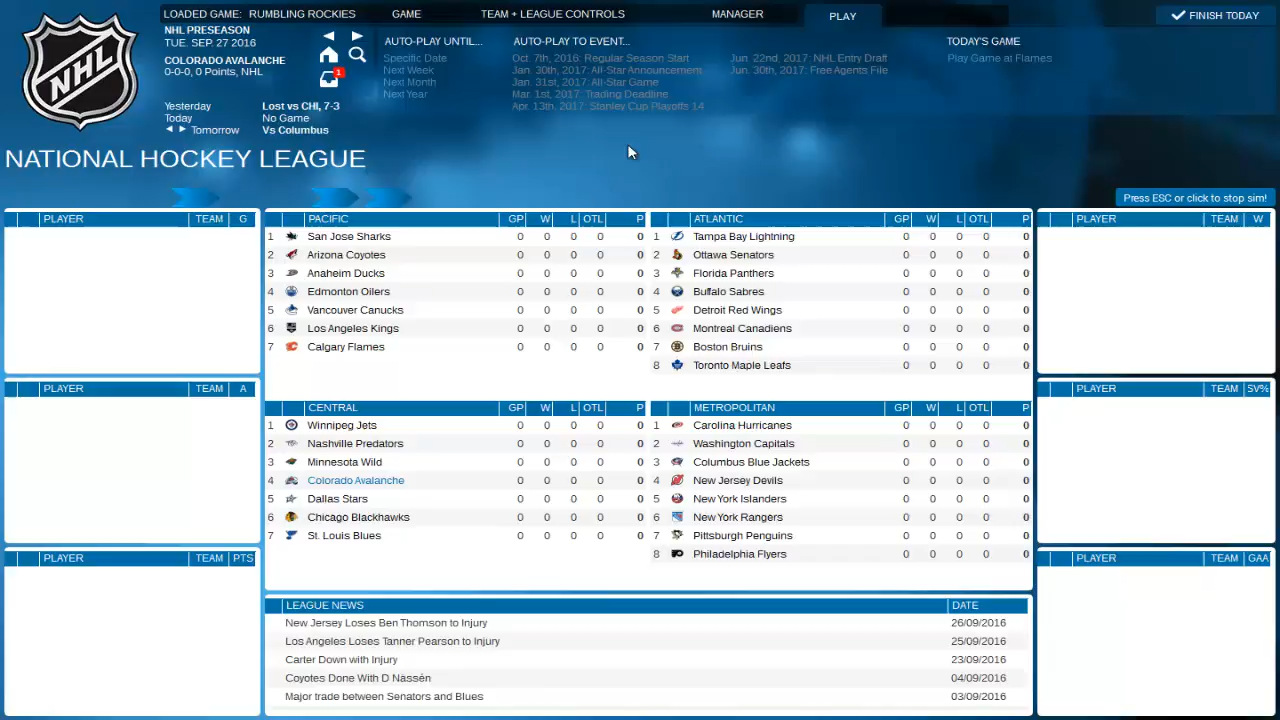 LOADED GAME: RUMBLING ROCKIES GAME TEAM + LEAGUE CONTROLS MANAGER PLAY FINISH TODAY
NHL
NHL PRESEASON
TUE. SEP. 27 2016
COLORADO AVALANCHE
0-0-0, 0 Points, NHL
1
Yesterday Lost vs CHI, 7-3
Today No Game
Tomorrow Vs Columbus
AUTO-PLAY UNTIL...
Specific Date
Next Week
Next Month
Next Year
AUTO-PLAY TO EVENT...
Oct. 7th, 2016: Regular Season Start
Jan. 30th, 2017: All-Star Announcement
Jan. 31st, 2017: All-Star Game
Mar. 1st, 2017: Trading Deadline
Apr. 13th, 2017: Stanley Cup Playoffs 14
Jun. 22nd, 2017: NHL Entry Draft
Jun. 30th, 2017: Free Agents File
TODAY'S GAME
Play Game at Flames
NATIONAL HOCKEY LEAGUE
Press ESC or click to stop sim!
PLAYER TEAM G
PLAYER TEAM A
PLAYER TEAM PTS
PACIFIC GP W L OTL P
1 San Jose Sharks 0 0 0 0 0
2 Arizona Coyotes 0 0 0 0 0
3 Anaheim Ducks 0 0 0 0 0
4 Edmonton Oilers 0 0 0 0 0
5 Vancouver Canucks 0 0 0 0 0
6 Los Angeles Kings 0 0 0 0 0
7 Calgary Flames 0 0 0 0 0
ATLANTIC GP W L OTL P
1 Tampa Bay Lightning 0 0 0 0 0
2 Ottawa Senators 0 0 0 0 0
3 Florida Panthers 0 0 0 0 0
4 Buffalo Sabres 0 0 0 0 0
5 Detroit Red Wings 0 0 0 0 0
6 Montreal Canadiens 0 0 0 0 0
7 Boston Bruins 0 0 0 0 0
8 Toronto Maple Leafs 0 0 0 0 0
CENTRAL GP W L OTL P
1 Winnipeg Jets 0 0 0 0 0
2 Nashville Predators 0 0 0 0 0
3 Minnesota Wild 0 0 0 0 0
4 Colorado Avalanche 0 0 0 0 0
5 Dallas Stars 0 0 0 0 0
6 Chicago Blackhawks 0 0 0 0 0
7 St. Louis Blues 0 0 0 0 0
METROPOLITAN GP W L OTL P
1 Carolina Hurricanes 0 0 0 0 0
2 Washington Capitals 0 0 0 0 0
3 Columbus Blue Jackets 0 0 0 0 0
4 New Jersey Devils 0 0 0 0 0
5 New York Islanders 0 0 0 0 0
6 New York Rangers 0 0 0 0 0
7 Pittsburgh Penguins 0 0 0 0 0
8 Philadelphia Flyers 0 0 0 0 0
LEAGUE NEWS DATE
New Jersey Loses Ben Thomson to Injury 26/09/2016
Los Angeles Loses Tanner Pearson to Injury 25/09/2016
Carter Down with Injury 23/09/2016
Coyotes Done With D Nassén 04/09/2016
Major trade between Senators and Blues 03/09/2016
PLAYER TEAM W
PLAYER TEAM SV%
PLAYER TEAM GAA